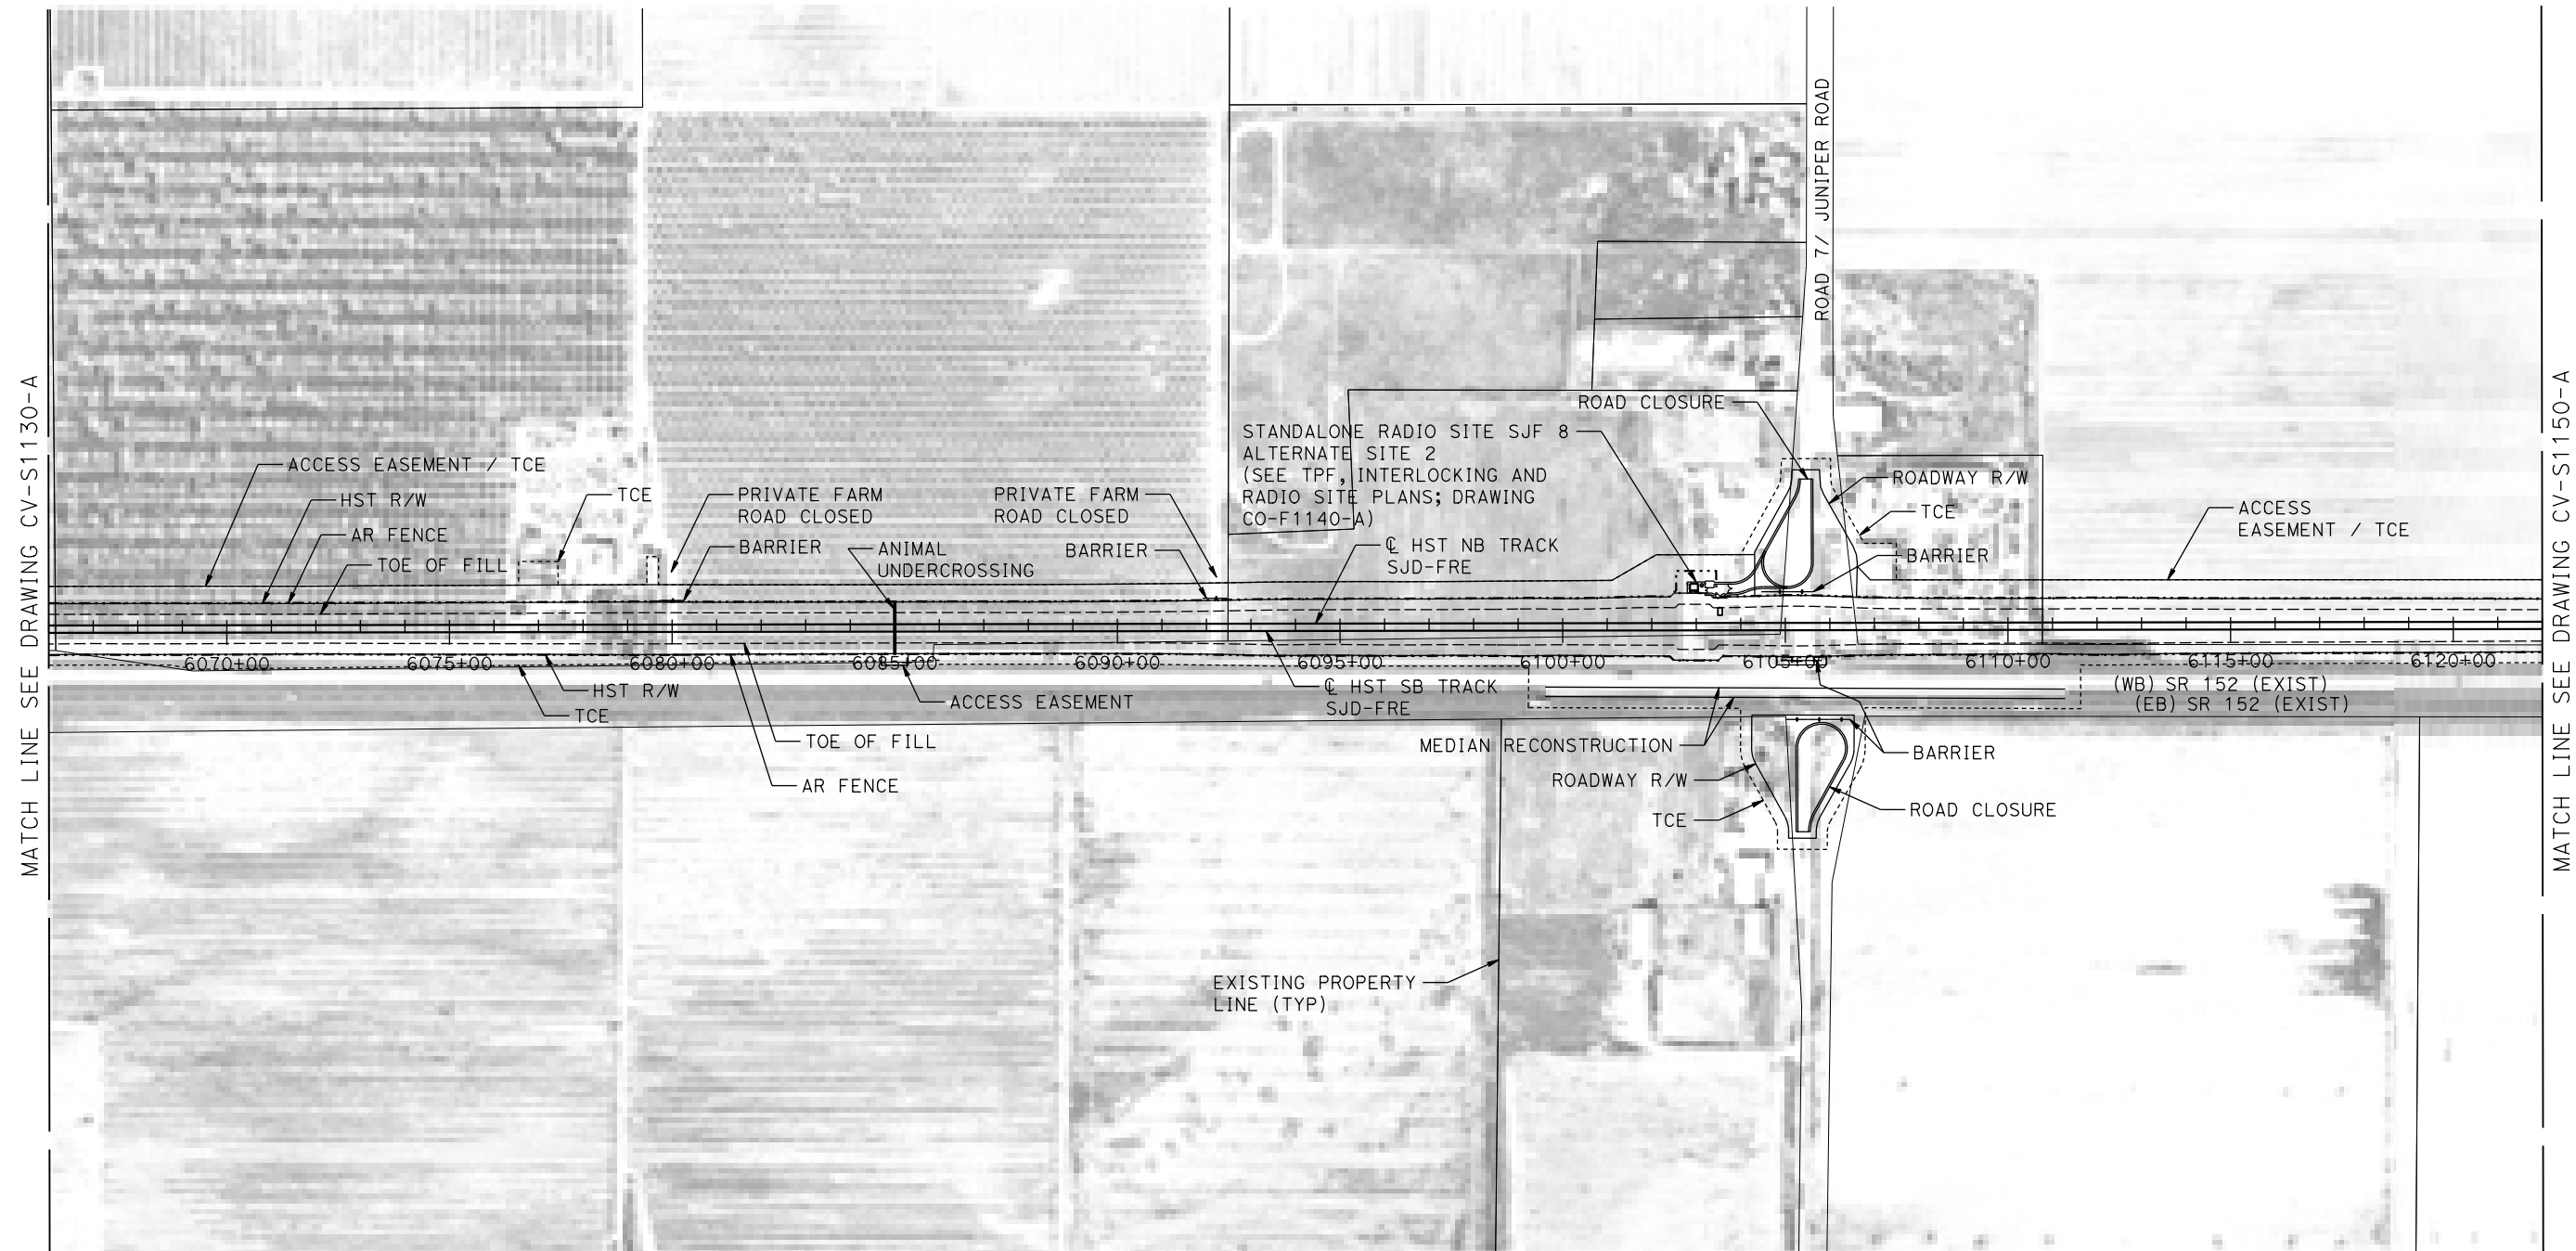 MATCH LINE SEE DRAWING CV-S1130-A
ROAD 7/ JUNIPER ROAD
ROAD CLOSURE
STANDALONE RADIO SITE SJF 8
ALTERNATE SITE 2
(SEE TPF, INTERLOCKING AND
RADIO SITE PLANS; DRAWING
CO-F1140-A)
ACCESS EASEMENT / TCE
HST R/W
AR FENCE
TOE OF FILL
TCE
PRIVATE FARM
ROAD CLOSED
BARRIER
ANIMAL
UNDERCROSSING
PRIVATE FARM
ROAD CLOSED
BARRIER
℄ HST NB TRACK
SJD-FRE
ROADWAY R/W
TCE
BARRIER
ACCESS
EASEMENT / TCE
6070+00 6075+00 6080+00 6085+00 6090+00 6095+00 6100+00 6105+00 6110+00 6115+00 6120+00
HST R/W
TCE
ACCESS EASEMENT
℄ HST SB TRACK
SJD-FRE
(WB) SR 152 (EXIST)
(EB) SR 152 (EXIST)
TOE OF FILL
AR FENCE
MEDIAN RECONSTRUCTION
ROADWAY R/W
TCE
BARRIER
ROAD CLOSURE
EXISTING PROPERTY
LINE (TYP)
MATCH LINE SEE DRAWING CV-S1150-A